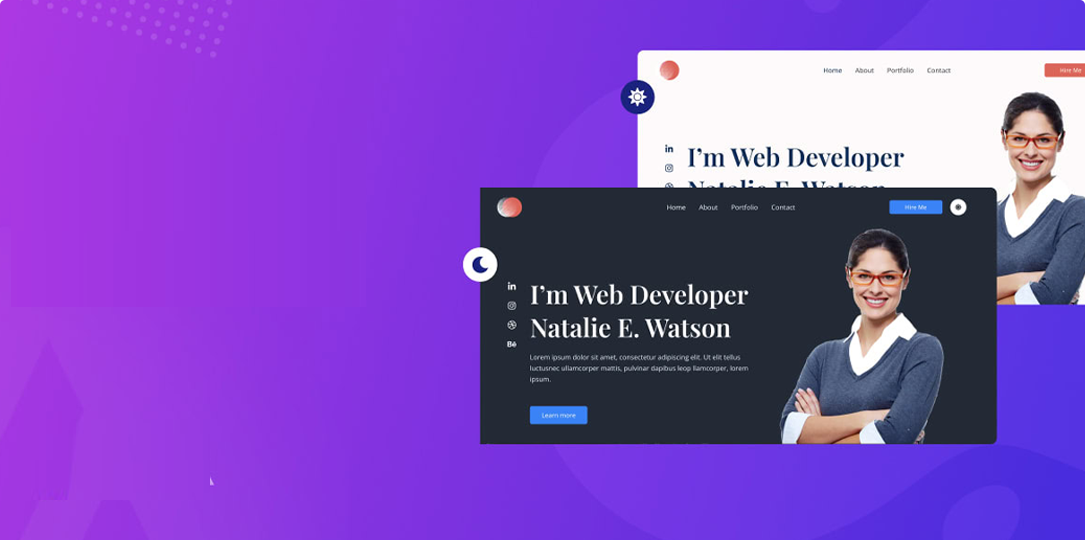 Home About Portfolio Contact
Hire Me
I'm Web Developer
Natalie E. Watson
Home About Portfolio Contact
Hire Me
I'm Web Developer
Natalie E. Watson
Bē
Lorem ipsum dolor sit amet, consectetur adipiscing elit. Ut elit tellus
luctusnec ullamcorper mattis, pulvinar dapibus leop llamcorper, lorem
ipsum.
Learn more